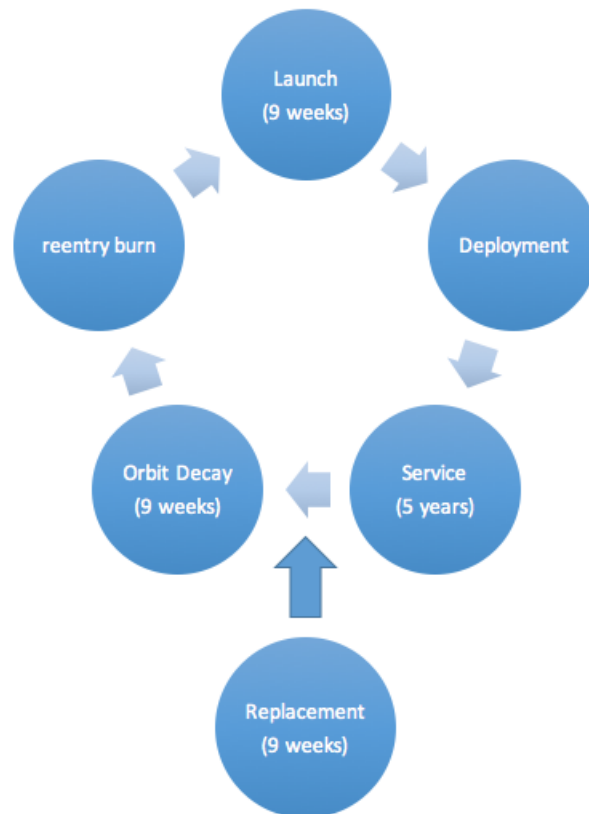 Launch
(9 weeks)
Deployment
Service
(5 years)
Orbit Decay
(9 weeks)
reentry burn
Replacement
(9 weeks)